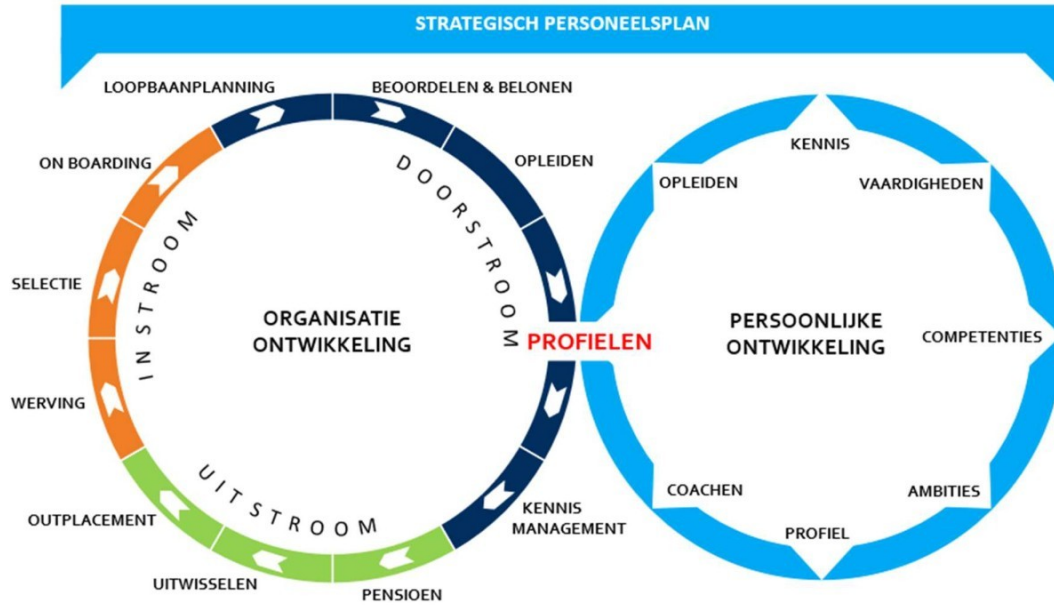 STRATEGISCH PERSONEELSPLAN
LOOPBAANPLANNING
BEOORDELEN & BELONEN
ON BOARDING
OPLEIDEN
SELECTIE
WERVING
OUTPLACEMENT
UITWISSELEN
PENSIOEN
KENNIS
MANAGEMENT
INSTROOM
DOORSTROOM
UITSTROOM
ORGANISATIE
ONTWIKKELING
PROFIELEN
KENNIS
OPLEIDEN
VAARDIGHEDEN
PERSOONLIJKE
ONTWIKKELING
COMPETENTIES
COACHEN
AMBITIES
PROFIEL